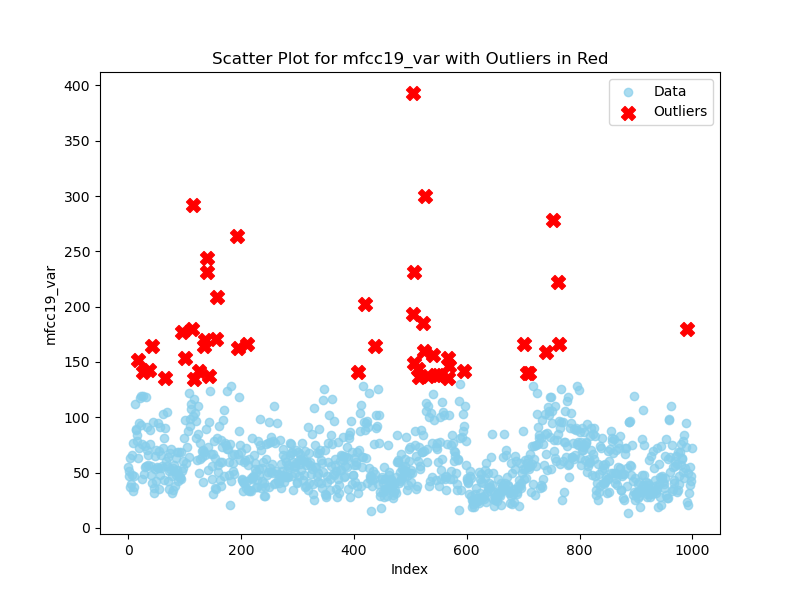 Scatter Plot for mfcc19_var with Outliers in Red
Data
Outliers
400
350
300
250
200
150
100
50
0
mfcc19_var
0 200 400 600 800 1000
Index